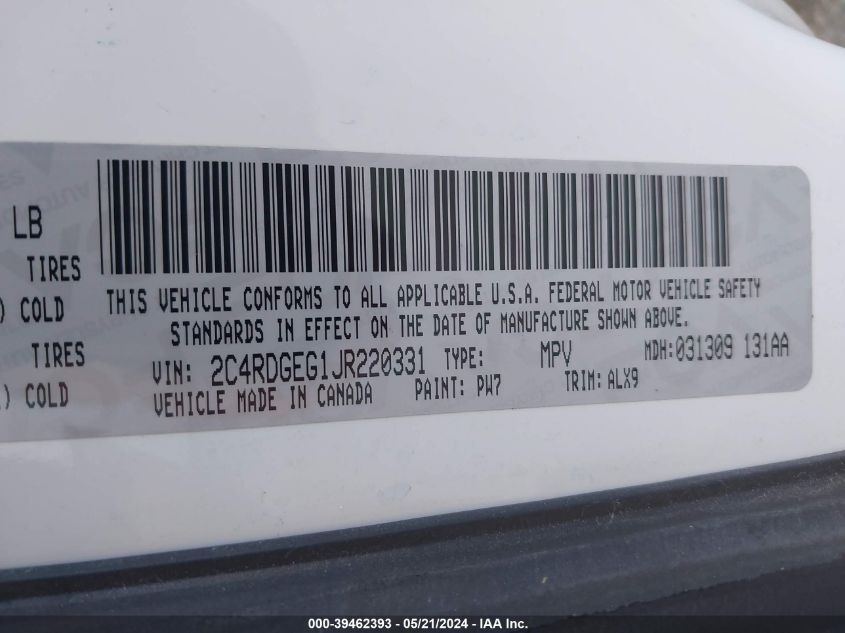 LB
TIRES
) COLD
TIRES
) COLD
THIS VEHICLE CONFORMS TO ALL APPLICABLE U.S.A. FEDERAL MOTOR VEHICLE SAFETY
STANDARDS IN EFFECT ON THE DATE OF MANUFACTURE SHOWN ABOVE.
VIN: 2C4RDGEG1JR220331 TYPE: MPV MDH:031309 131AA
VEHICLE MADE IN CANADA PAINT: PW7 TRIM: ALX9
000-39462393 - 05/21/2024 - IAA Inc.